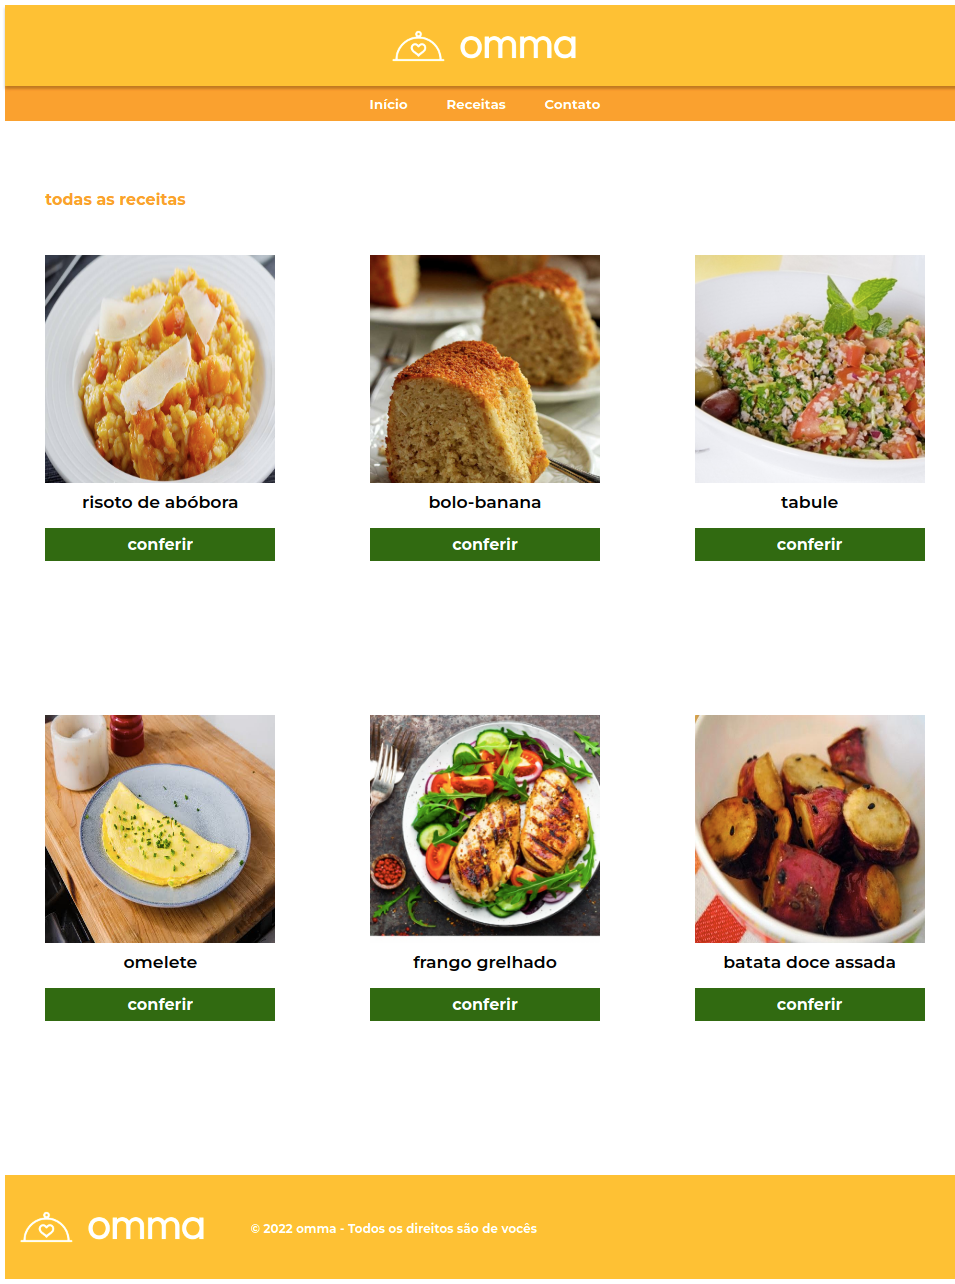 omma
Início Receitas Contato
todas as receitas
risoto de abóbora bolo-banana tabule
conferir conferir conferir
omelete frango grelhado batata doce assada
conferir conferir conferir
omma © 2022 omma - Todos os direitos são de vocês